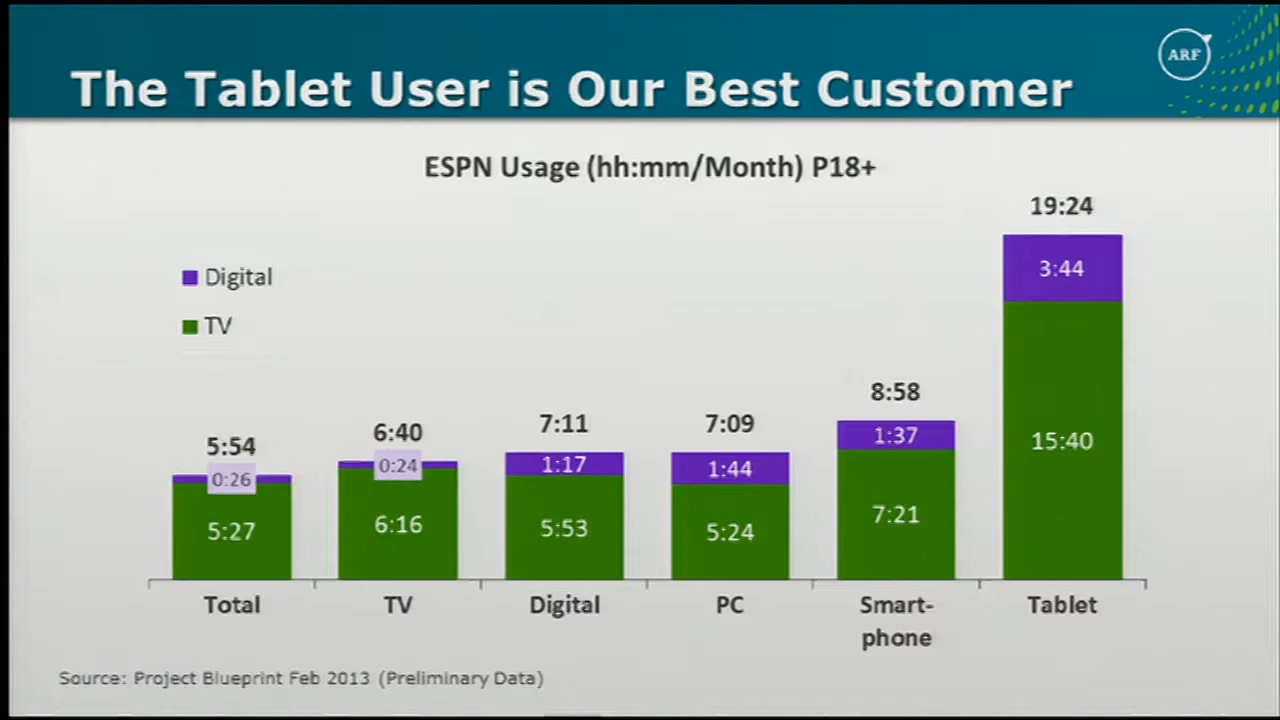 ARF
The Tablet User is Our Best Customer
ESPN Usage (hh:mm/Month) P18+
Digital
TV
5:54
0:26
5:27
6:40
0:24
6:16
7:11
1:17
5:53
7:09
1:44
5:24
8:58
1:37
7:21
19:24
3:44
15:40
Total
TV
Digital
PC
Smart-
phone
Tablet
Source: Project Blueprint Feb 2013 (Preliminary Data)